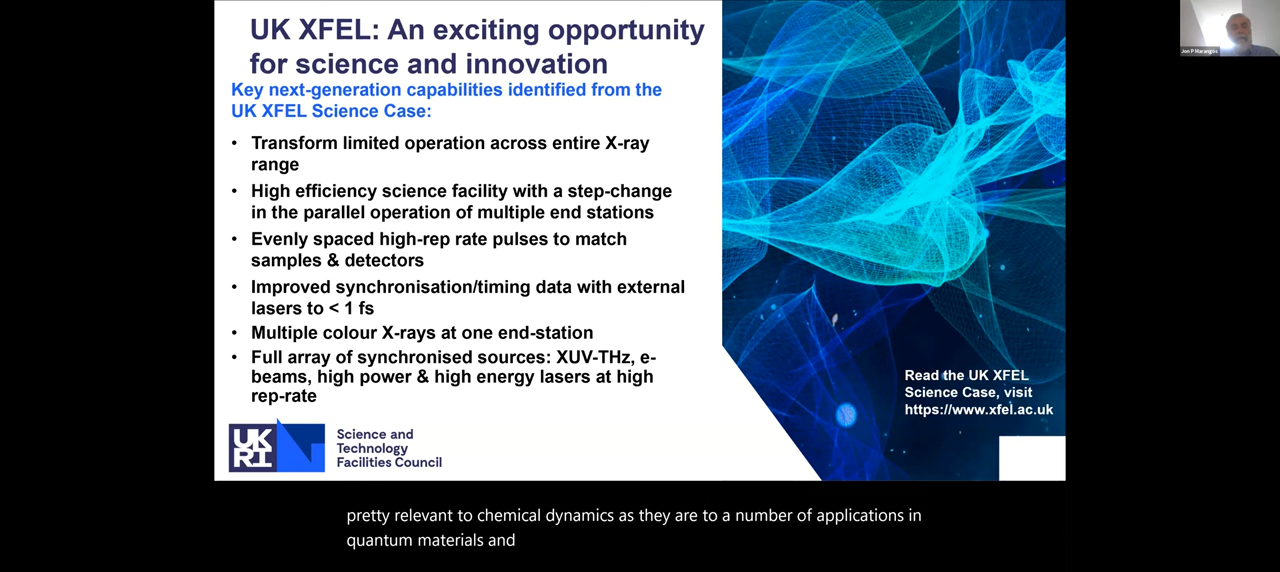 UK XFEL: An exciting opportunity
for science and innovation
Key next-generation capabilities identified from the
UK XFEL Science Case:
• Transform limited operation across entire X-ray
range
• High efficiency science facility with a step-change
in the parallel operation of multiple end stations
• Evenly spaced high-rep rate pulses to match
samples & detectors
• Improved synchronisation/timing data with external
lasers to < 1 fs
• Multiple colour X-rays at one end-station
• Full array of synchronised sources: XUV-THz, e-
beams, high power & high energy lasers at high
rep-rate
UK
RI
Science and
Technology
Facilities Council
Read the UK XFEL
Science Case, visit
https://www.xfel.ac.uk
Jon P Marangos
pretty relevant to chemical dynamics as they are to a number of applications in
quantum materials and